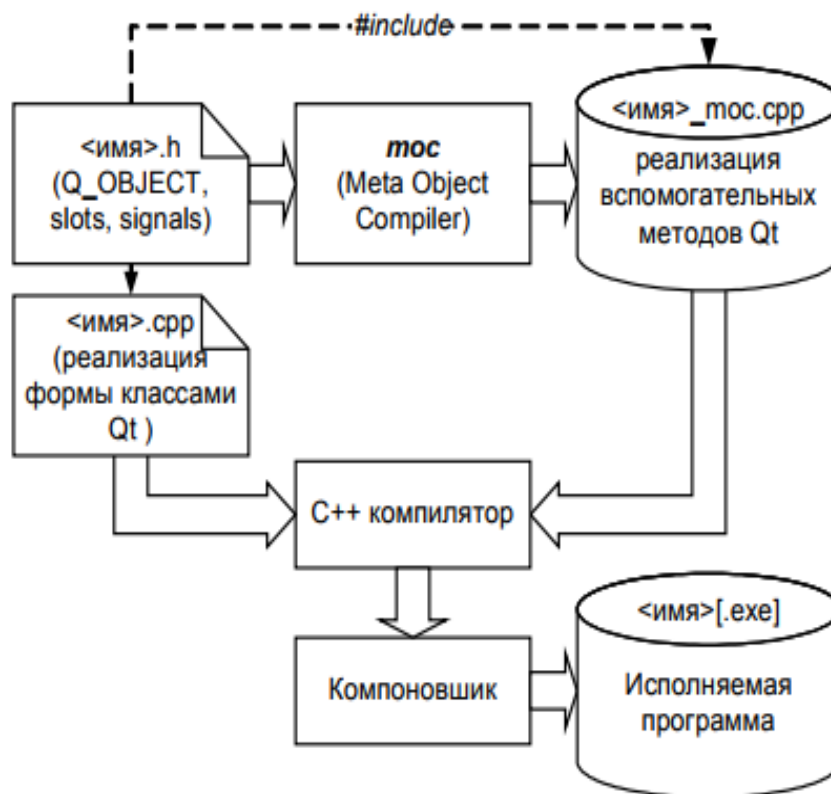 #include
<имя>.h
(Q_OBJECT,
slots, signals)
moc
(Meta Object
Compiler)
<имя>_moc.cpp
реализация
вспомогательных
методов Qt
<имя>.cpp
(реализация
формы классами
Qt )
C++ компилятор
<имя>[.exe]
Компоновшик
Исполняемая
программа